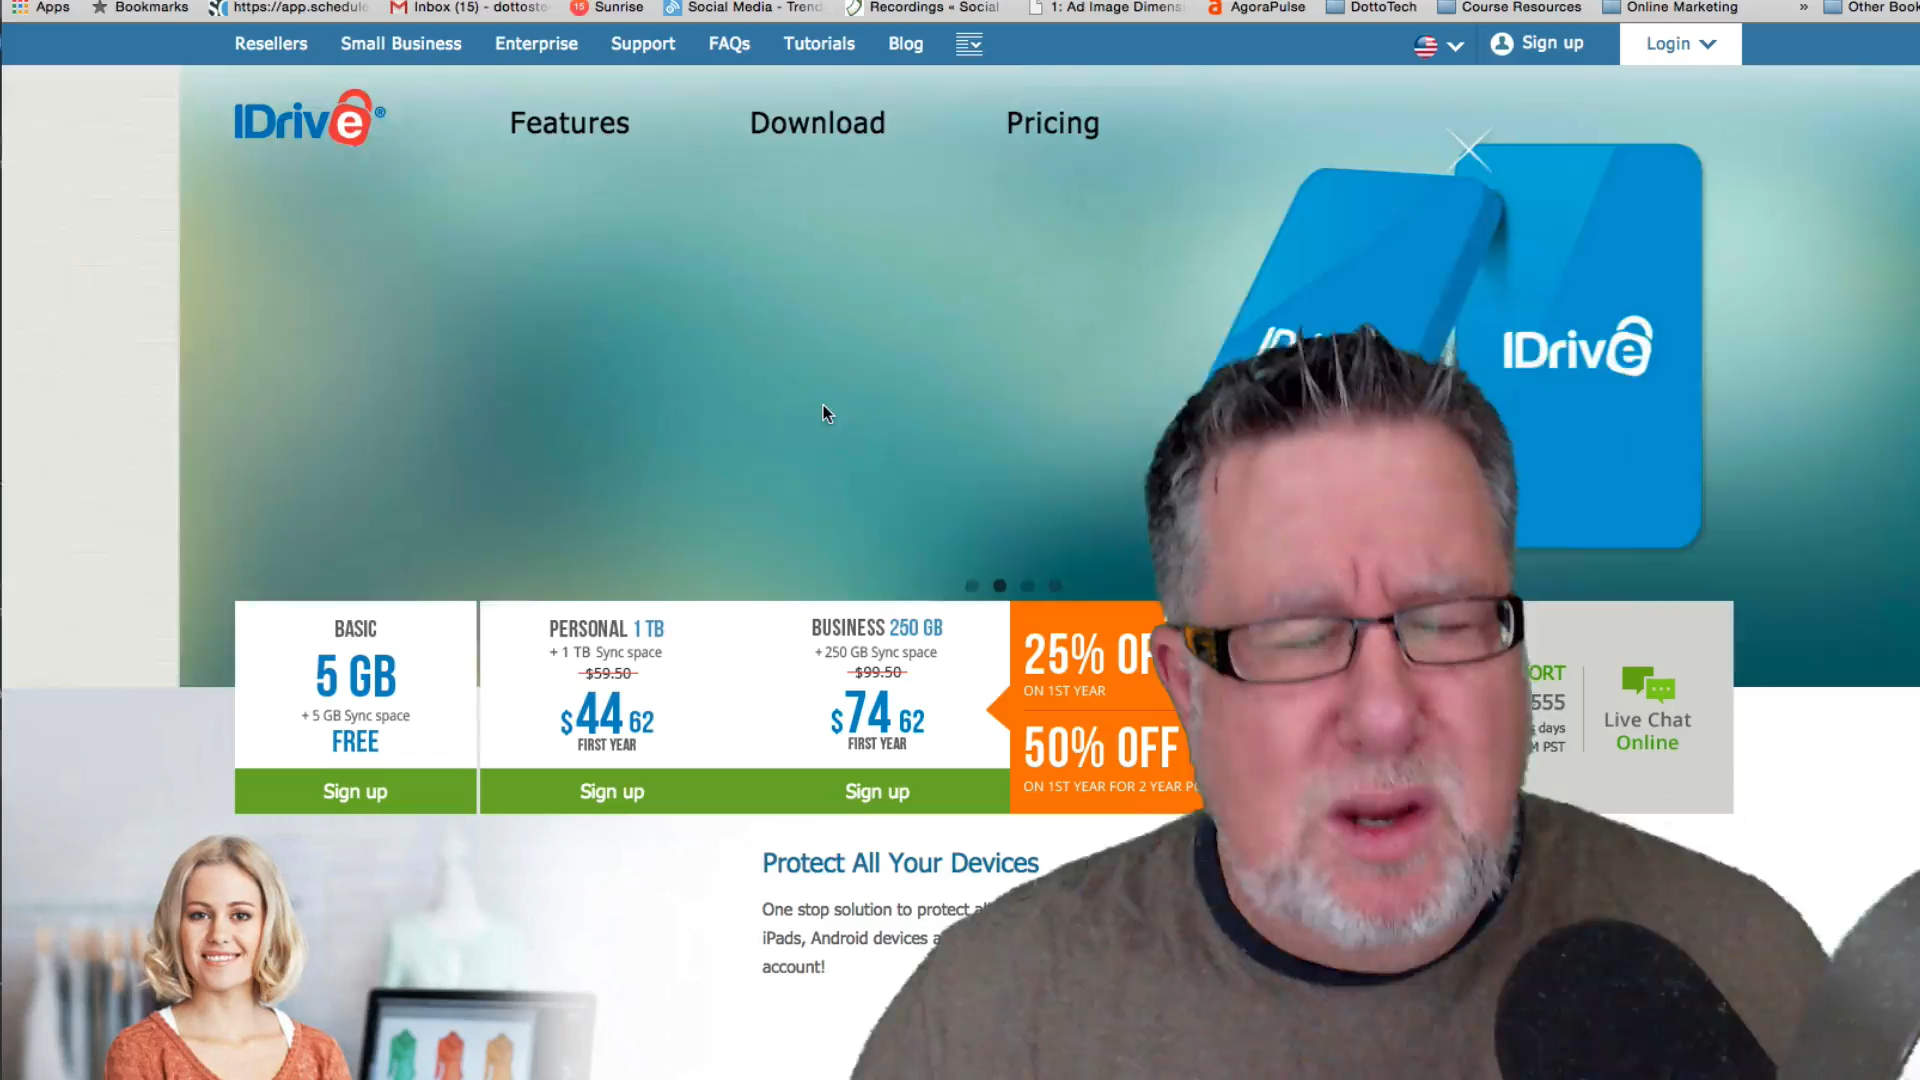 Apps
Bookmarks
https://app.schedule
Inbox (15) - dottoste
15
Sunrise
Social Media - Trend
Recordings « Social
1: Ad Image Dimens
AgoraPulse
DottoTech
Course Resources
Online Marketing
»
Other Book
Resellers
Small Business
Enterprise
Support
FAQs
Tutorials
Blog
Sign up
Login
IDrive®
Features
Download
Pricing
IDrive
BASIC
5 GB
+ 5 GB Sync space
FREE
Sign up
PERSONAL 1 TB
+ 1 TB Sync space
$59.50
$44 62
FIRST YEAR
Sign up
BUSINESS 250 GB
+ 250 GB Sync space
$99.50
$74 62
FIRST YEAR
Sign up
25% OF
ON 1ST YEAR
50% OFF
ON 1ST YEAR FOR 2 YEAR
ORT
555
days
M PST
Live Chat
Online
Protect All Your Devices
One stop solution to protect
iPads, Android devices
account!